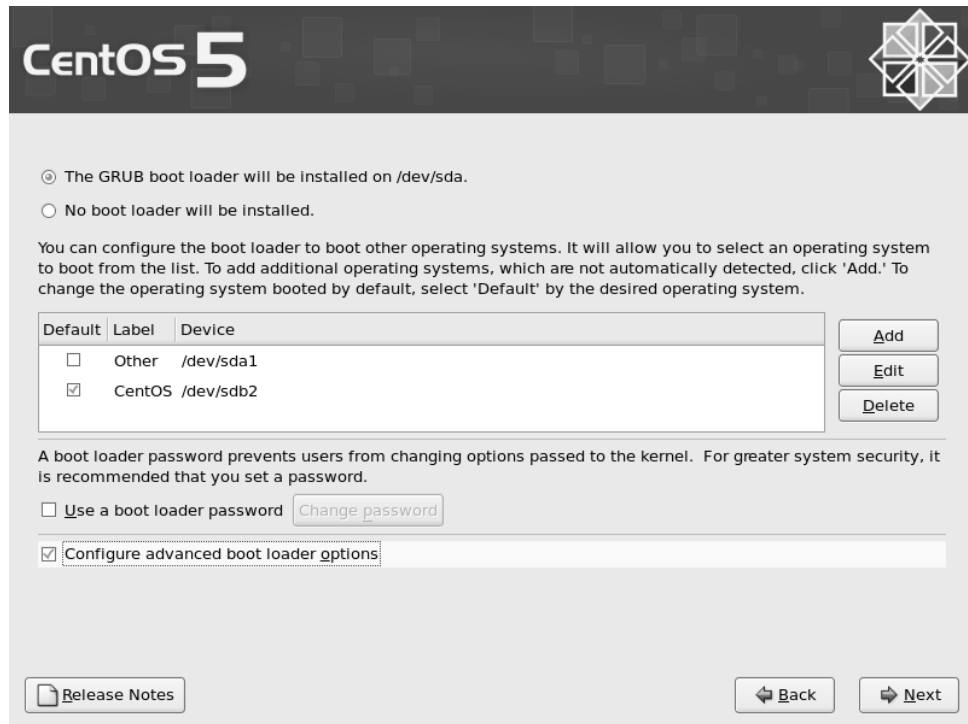 CentOS 5
The GRUB boot loader will be installed on /dev/sda.
No boot loader will be installed.
You can configure the boot loader to boot other operating systems. It will allow you to select an operating system
to boot from the list. To add additional operating systems, which are not automatically detected, click 'Add.' To
change the operating system booted by default, select 'Default' by the desired operating system.
Default Label Device
Other /dev/sda1
CentOS /dev/sdb2
Add
Edit
Delete
A boot loader password prevents users from changing options passed to the kernel. For greater system security, it
is recommended that you set a password.
Use a boot loader password Change password
Configure advanced boot loader options
Release Notes Back Next